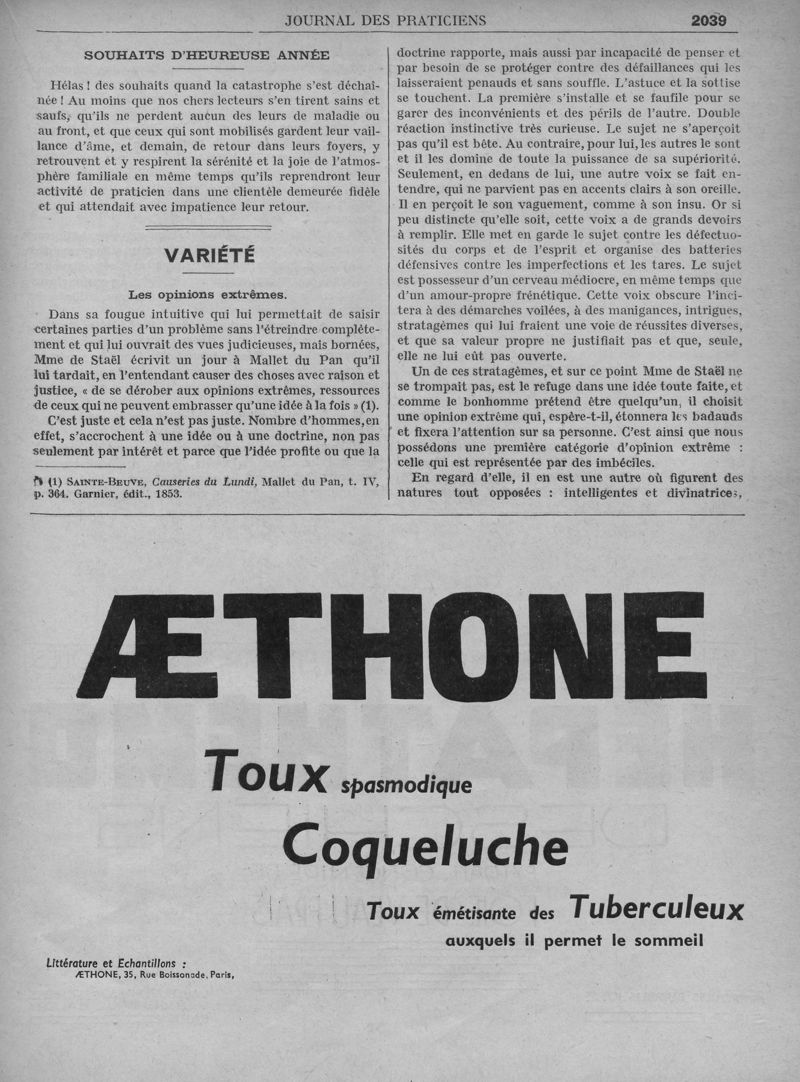 JOURNAL DES PRATICIENS 2039
SOUHAITS D'HEUREUSE ANNÉE
Hélas ! des souhaits quand la catastrophe s'est déchaî-
née ! Au moins que nos chers lecteurs s'en tirent sains et
saufs, qu'ils ne perdent aucun des leurs de maladie ou
au front, et que ceux qui sont mobilisés gardent leur vail-
lance d'âme, et demain, de retour dans leurs foyers, y
retrouvent et y respirent la sérénité et la joie de l'atmos-
phère familiale en même temps qu'ils reprendront leur
activité de praticien dans une clientèle demeurée fidèle
et qui attendait avec impatience leur retour.
VARIÉTÉ
Les opinions extrêmes.
Dans sa fougue intuitive qui lui permettait de saisir
certaines parties d'un problème sans l'étreindre complète-
ment et qui lui ouvrait des vues judicieuses, mais bornées,
Mme de Staël écrivit un jour à Mallet du Pan qu'il
lui tardait, en l'entendant causer des choses avec raison et
justice, « de se dérober aux opinions extrêmes, ressources
de ceux qui ne peuvent embrasser qu'une idée à la fois » (1).
C'est juste et cela n'est pas juste. Nombre d'hommes, en
effet, s'accrochent à une idée ou à une doctrine, non pas
seulement par intérêt et parce que l'idée profite ou que la
(1) SAINTE-BEUVE, Causeries du Lundi, Mallet du Pan, t. IV,
p. 364. Garnier, édit., 1853.
doctrine rapporte, mais aussi par incapacité de penser et
par besoin de se protéger contre des défaillances qui les
laisseraient penauds et sans souffle. L'astuce et la sottise
se touchent. La première s'installe et se faufile pour se
garer des inconvénients et des périls de l'autre. Double
réaction instinctive très curieuse. Le sujet ne s'aperçoit
pas qu'il est bête. Au contraire, pour lui, les autres le sont
et il les domine de toute la puissance de sa supériorité.
Seulement, en dedans de lui, une autre voix se fait en-
tendre, qui ne parvient pas en accents clairs à son oreille.
Il en perçoit le son vaguement, comme à son insu. Or si
peu distincte qu'elle soit, cette voix a de grands devoirs
à remplir. Elle met en garde le sujet contre les défectuo-
sités du corps et de l'esprit et organise des batteries
défensives contre les imperfections et les tares. Le sujet
est possesseur d'un cerveau médiocre, en même temps que
d'un amour-propre frénétique. Cette voix obscure l'inci-
tera à des démarches voilées, à des manigances, intrigues,
stratagèmes qui lui fraient une voie de réussites diverses,
et que sa valeur propre ne justifiait pas et que, seule,
elle ne lui eût pas ouverte.
Un de ces stratagèmes, et sur ce point Mme de Staël ne
se trompait pas, est le refuge dans une idée toute faite, et
comme le bonhomme prétend être quelqu'un, il choisit
une opinion extrême qui, espère-t-il, étonnera les badauds
et fixera l'attention sur sa personne. C'est ainsi que nous
possédons une première catégorie d'opinion extrême :
celle qui est représentée par des imbéciles.
En regard d'elle, il en est une autre où figurent des
natures tout opposées : intelligentes et divinatrices,
ÆTHONE
Toux spasmodique
Coqueluche
Toux émétisante des Tuberculeux
auxquels il permet le sommeil
Littérature et Echantillons :
ÆTHONE, 35, Rue Boissonade, Paris,